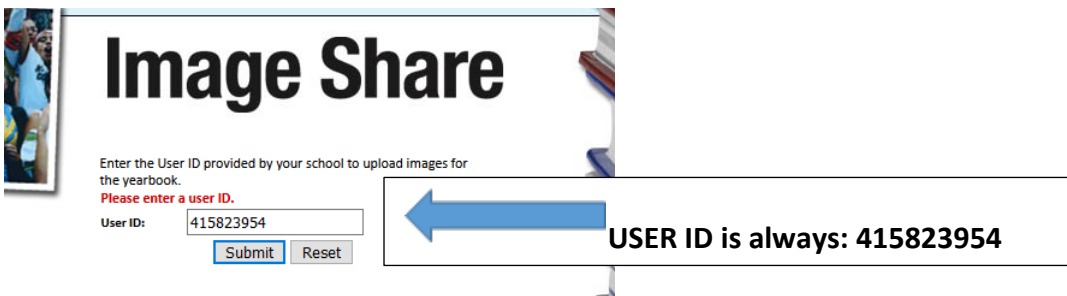 Image Share
Enter the User ID provided by your school to upload images for
the yearbook.
Please enter a user ID.
User ID: 415823954
Submit Reset
USER ID is always: 415823954